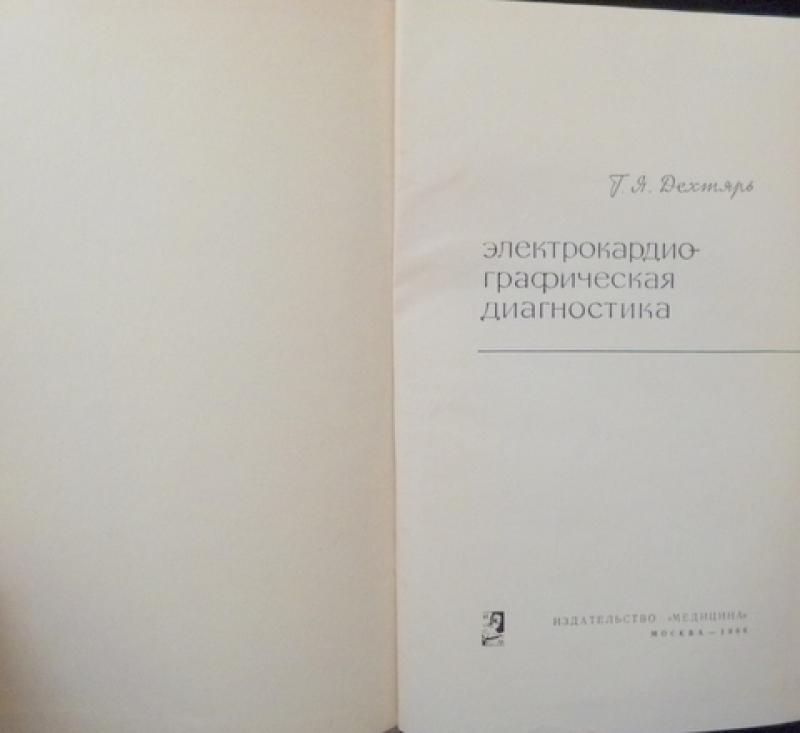 Г. Я. Дехтярь
электрокардио-
графическая
диагностика
ИЗДАТЕЛЬСТВО «МЕДИЦИНА»
МОСКВА — 1966